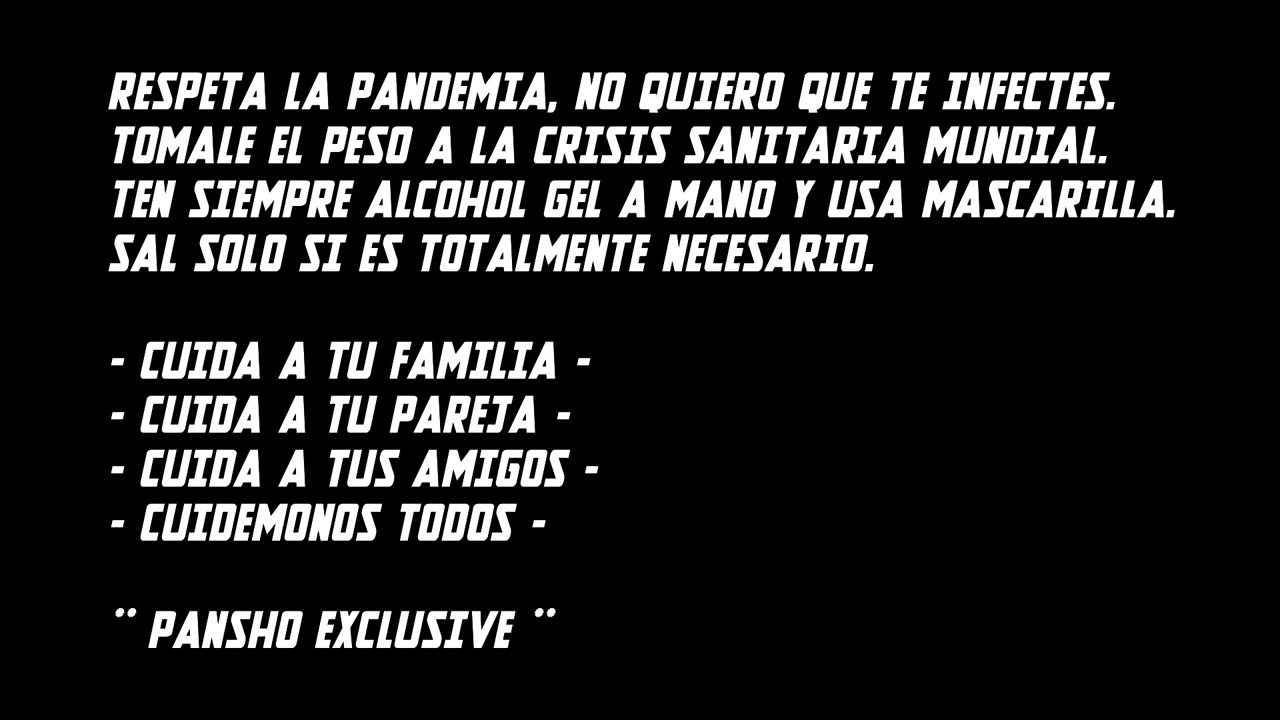 RESPETA LA PANDEMIA, NO QUIERO QUE TE INFECTES.
TOMALE EL PESO A LA CRISIS SANITARIA MUNDIAL.
TEN SIEMPRE ALCOHOL GEL A MANO Y USA MASCARILLA.
SAL SOLO SI ES TOTALMENTE NECESARIO.
- CUIDA A TU FAMILIA -
- CUIDA A TU PAREJA -
- CUIDA A TUS AMIGOS -
- CUIDEMONOS TODOS -
¨ PANSHO EXCLUSIVE ¨